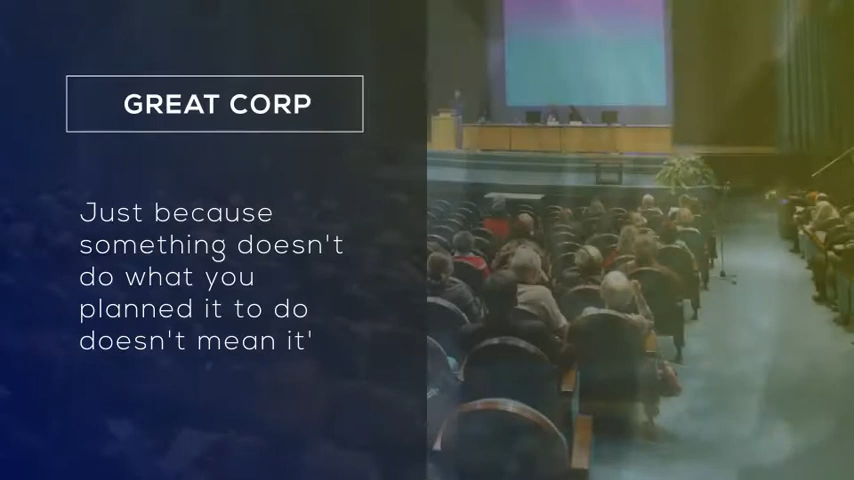 GREAT CORP
Just because
something doesn't
do what you
planned it to do
doesn't mean it'